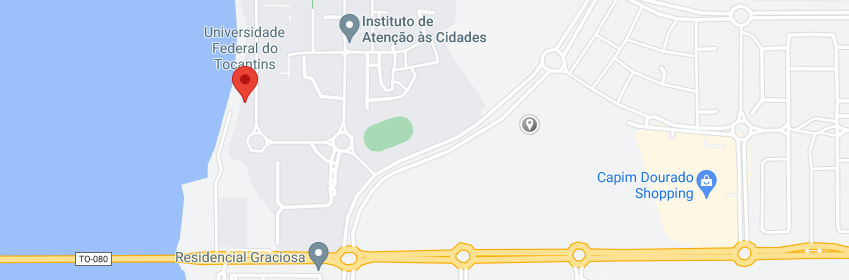 Universidade
Federal do
Tocantins
Instituto de
Atenção às Cidades
Capim Dourado
Shopping
TO-080
Residencial Graciosa